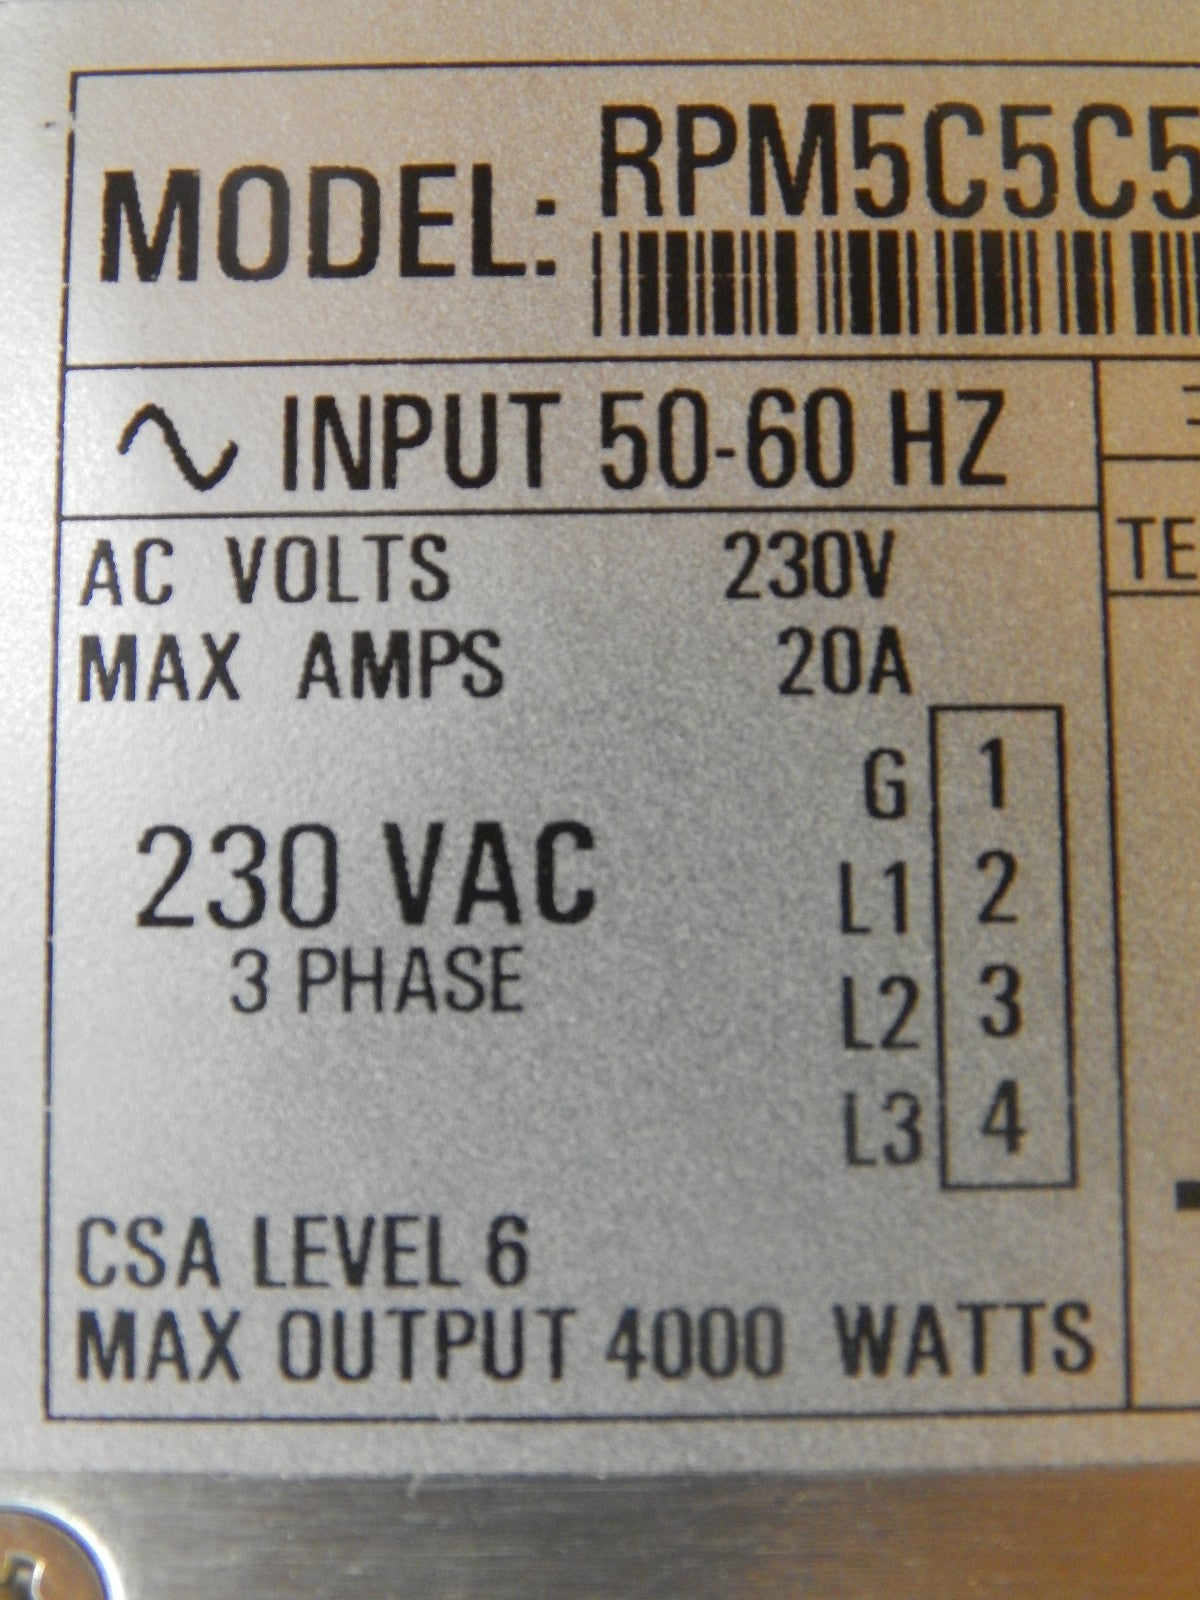 MODEL: RPM5C5C5
INPUT 50-60 HZ
AC VOLTS 230V
MAX AMPS 20A
G 1
L1 2
L2 3
L3 4
230 VAC
3 PHASE
CSA LEVEL 6
MAX OUTPUT 4000 WATTS
TE